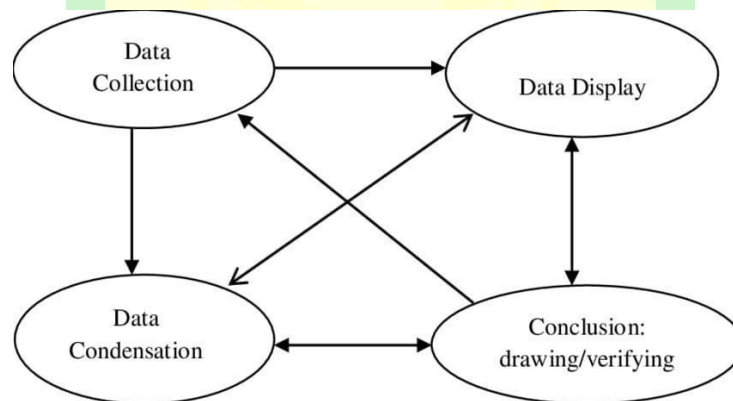 Data
Collection
Data Display
Data
Condensation
Conclusion:
drawing/verifying